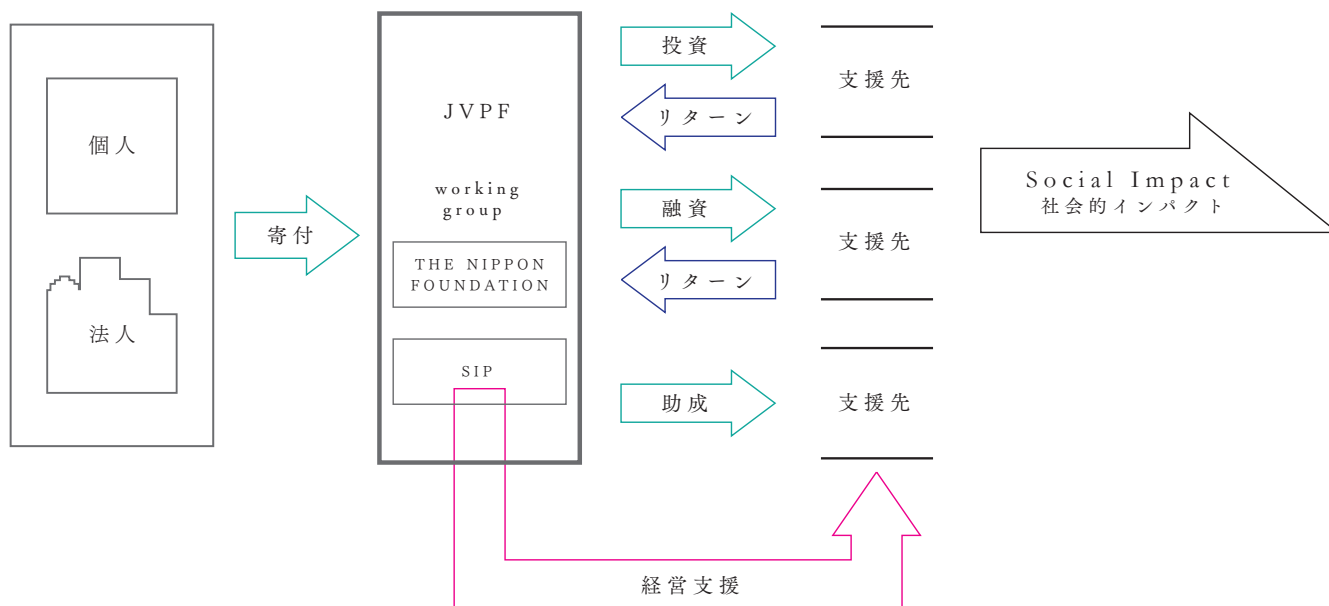 個人
法人
寄付
JVPF
working
group
THE NIPPON
FOUNDATION
SIP
投資
リターン
融資
リターン
助成
支援先
支援先
支援先
経営支援
Social Impact
社会的インパクト